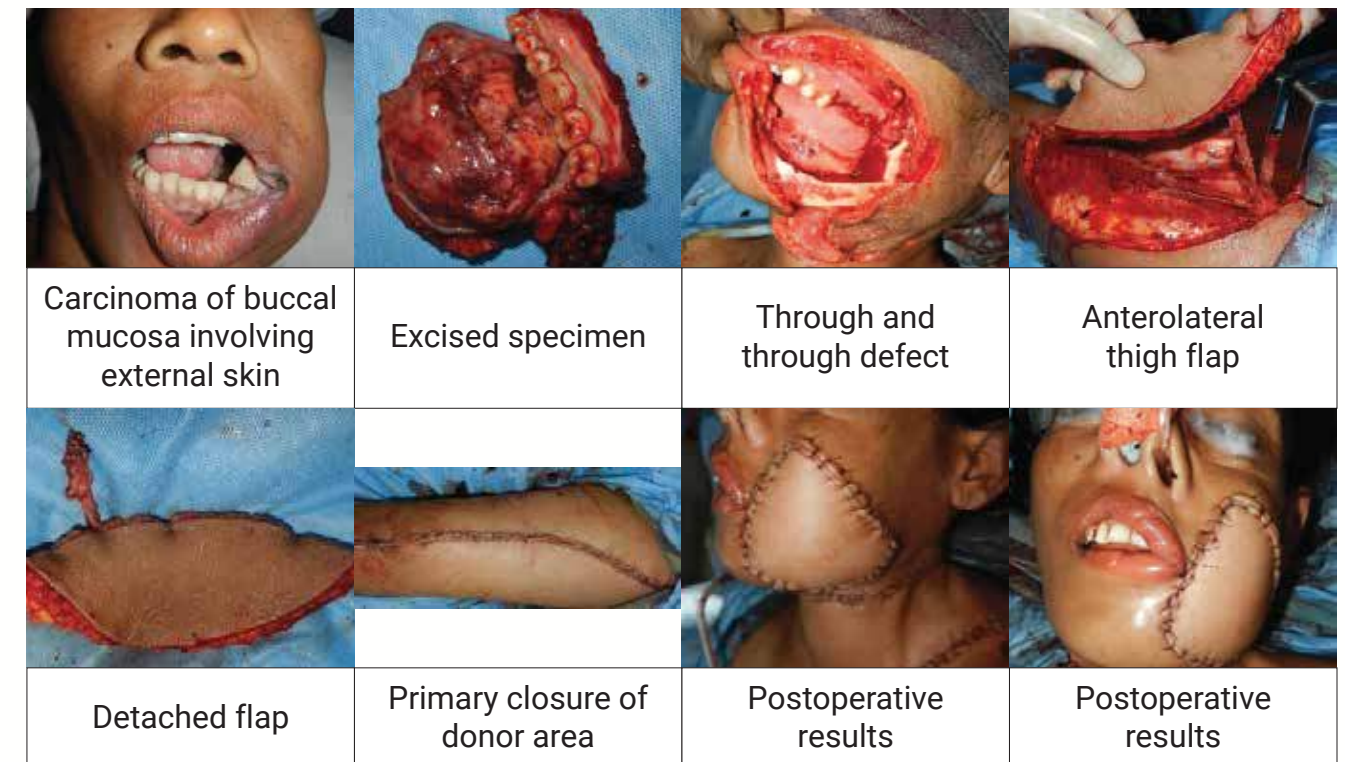 Carcinoma of buccal
mucosa involving
external skin
Excised specimen
Through and
through defect
Anterolateral
thigh flap
Detached flap
Primary closure of
donor area
Postoperative
results
Postoperative
results